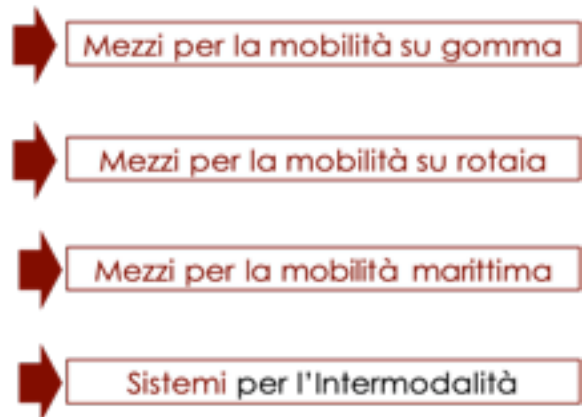 Mezzi per la mobilità su gomma
Mezzi per la mobilità su rotaia
Mezzi per la mobilità marittima
Sistemi per l'Intermodalità